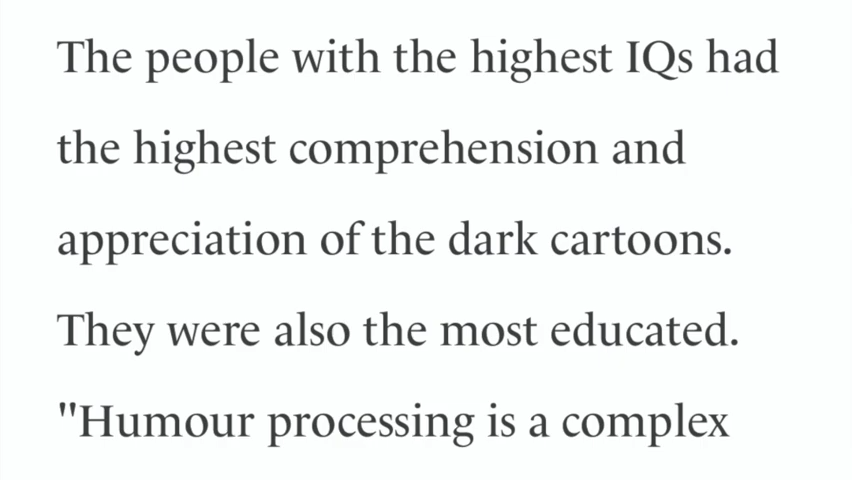 The people with the highest IQs had
the highest comprehension and
appreciation of the dark cartoons.
They were also the most educated.
"Humour processing is a complex